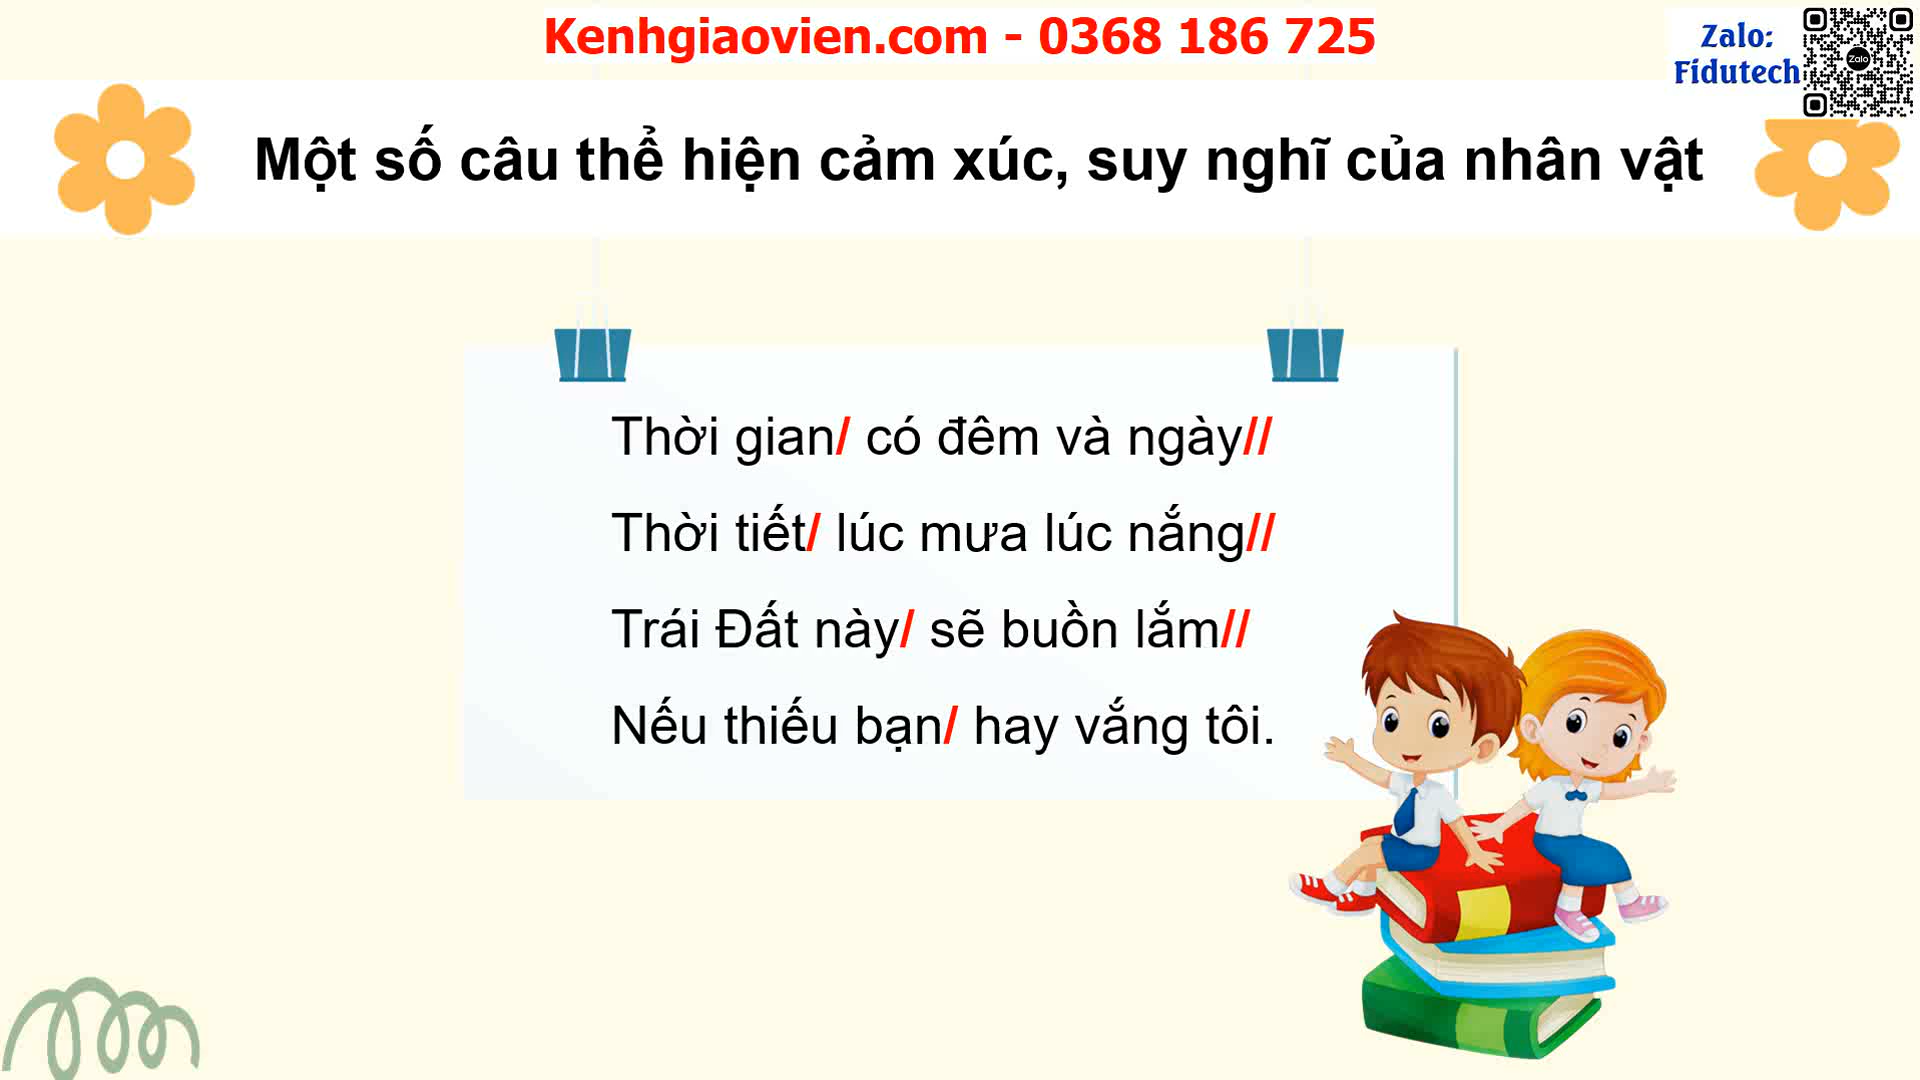 Kenhgiaovien.com - 0368 186 725
Zalo:
Fidutech
Zalo
Một số câu thể hiện cảm xúc, suy nghĩ của nhân vật
Thời gian/ có đêm và ngày//
Thời tiết/ lúc mưa lúc nắng//
Trái Đất này/ sẽ buồn lắm//
Nếu thiếu bạn/ hay vắng tôi.